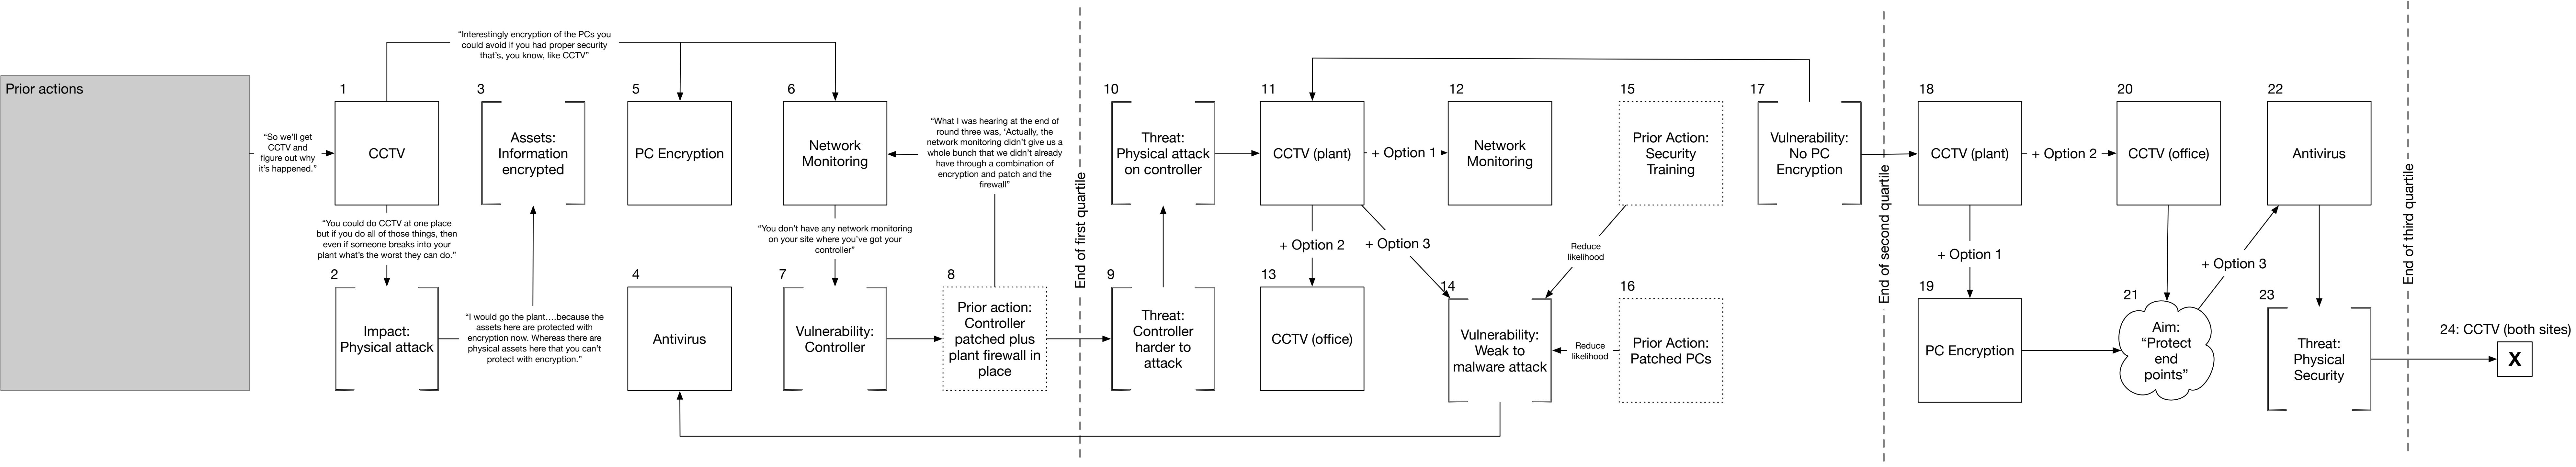 Prior actions
“So we’ll get
CCTV and
figure out why
it’s happened.”
1
CCTV
“Interestingly encryption of the PCs you
could avoid if you had proper security
that’s, you know, like CCTV”
“You could do CCTV at one place
but if you do all of those things, then
even if someone breaks into your
plant what’s the worst they can do.”
2
Impact:
Physical attack
“I would go the plant….because the
assets here are protected with
encryption now. Whereas there are
physical assets here that you can’t
protect with encryption.”
3
Assets:
Information
encrypted
4
Antivirus
5
PC Encryption
6
Network
Monitoring
“You don’t have any network monitoring
on your site where you’ve got your
controller”
7
Vulnerability:
Controller
8
Prior action:
Controller
patched plus
plant firewall in
place
“What I was hearing at the end of
round three was, ‘Actually, the
network monitoring didn’t give us a
whole bunch that we didn’t already
have through a combination of
encryption and patch and the
firewall”
End of first quartile
9
Threat:
Controller
harder to
attack
10
Threat:
Physical attack
on controller
11
CCTV (plant)
+ Option 1
12
Network
Monitoring
+ Option 2
13
CCTV (office)
+ Option 3
14
Vulnerability:
Weak to
malware attack
15
Prior Action:
Security
Training
Reduce
likelihood
16
Prior Action:
Patched PCs
Reduce
likelihood
17
Vulnerability:
No PC
Encryption
End of second quartile
18
CCTV (plant)
+ Option 1
19
PC Encryption
+ Option 2
20
CCTV (office)
21
Aim:
“Protect
end
points”
+ Option 3
22
Antivirus
23
Threat:
Physical
Security
End of third quartile
24: CCTV (both sites)
X